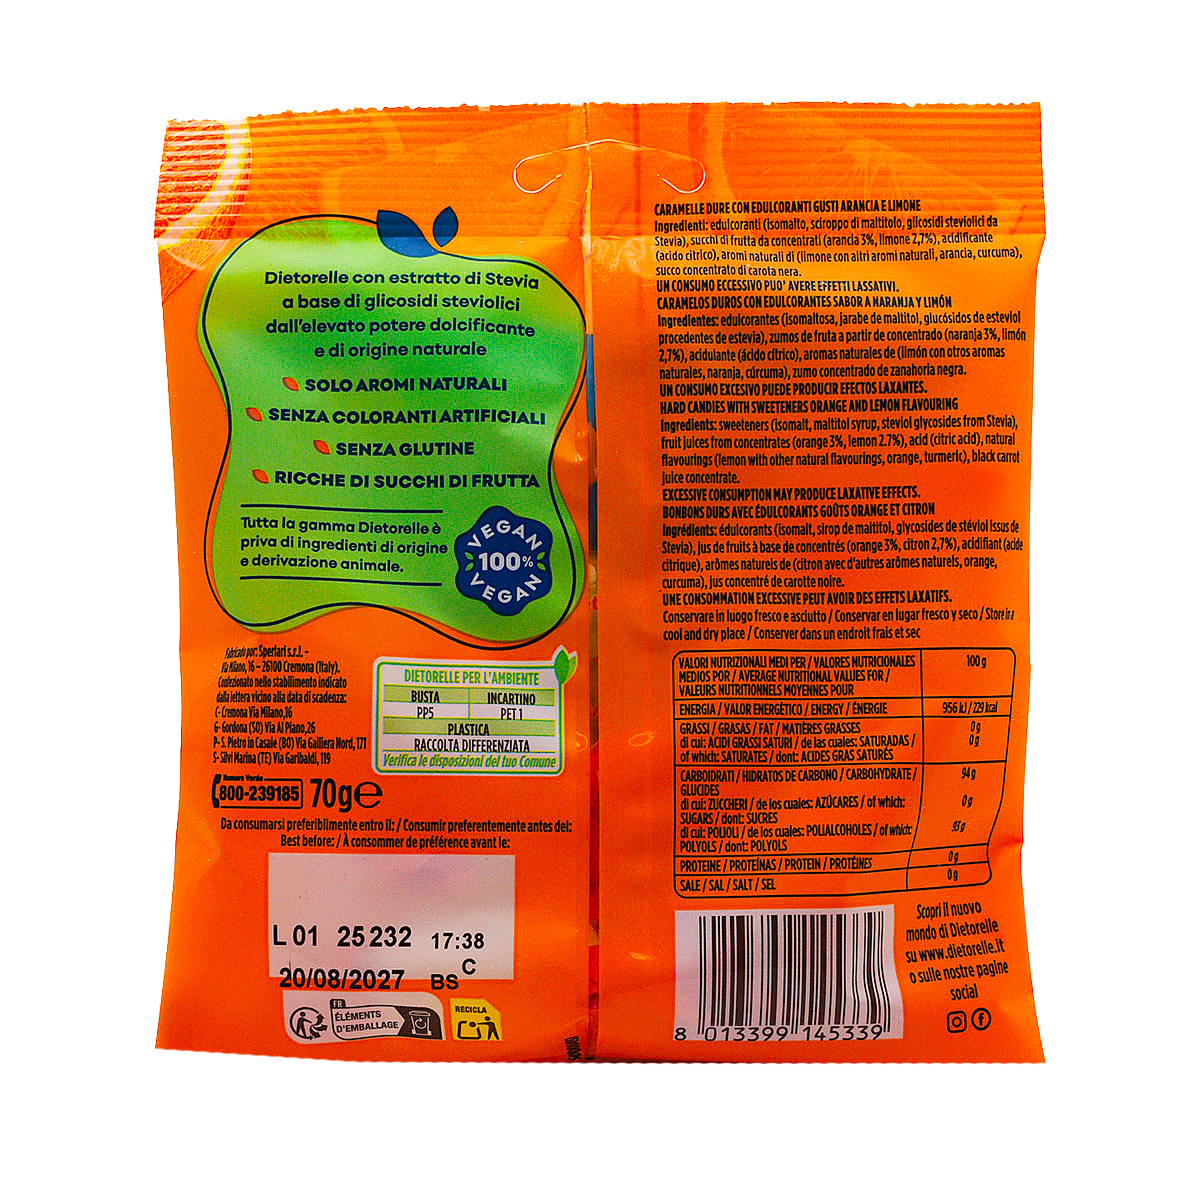 Dietorelle con estratto di Stevia
a base di glicosidi steviolici
dall'elevato potere dolcificante
e di origine naturale
SOLO AROMI NATURALI
SENZA COLORANTI ARTIFICIALI
SENZA GLUTINE
RICCHE DI SUCCHI DI FRUTTA
Tutta la gamma Dietorelle è
priva di ingredienti di origine
e derivazione animale.
VEGAN
100%
VEGAN
Fabricado por: Sperlari s.r.l. -
Via Milano, 16 - 26100 Cremona (Italy).
Confezionato nello stabilimento indicato
dalla lettera vicino alla data di scadenza:
C- Cremona Via Milano,16
G- Gordona (SO) Via Al Piano,26
P- S. Pietro in Casale (BO) Via Galliera Nord, 171
S- Silvi Marina (TE) Via Garibaldi, 119
DIETORELLE PER L'AMBIENTE
BUSTA INCARTINO
PP5 PET 1
PLASTICA
RACCOLTA DIFFERENZIATA
Verifica le disposizioni del tuo Comune
Numero Verde
800-239185 70g℮
Da consumarsi preferibilmente entro il: / Consumir preferentemente antes del:
Best before: / À consommer de préférence avant le:
L 01 25 232 17:38
20/08/2027 BS C
FR
ÉLÉMENTS
D'EMBALLAGE
RECICLA
CARAMELLE DURE CON EDULCORANTI GUSTI ARANCIA E LIMONE
Ingredienti: edulcoranti (isomalto, sciroppo di maltitolo, glicosidi steviolici da
Stevia), succhi di frutta da concentrati (arancia 3%, limone 2,7%), acidificante
(acido citrico), aromi naturali di (limone con altri aromi naturali, arancia, curcuma),
succo concentrato di carota nera.
UN CONSUMO ECCESSIVO PUO' AVERE EFFETTI LASSATIVI.
CARAMELOS DUROS CON EDULCORANTES SABOR A NARANJA Y LIMÓN
Ingredientes: edulcorantes (isomaltosa, jarabe de maltitol, glucósidos de esteviol
procedentes de estevia), zumos de fruta a partir de concentrado (naranja 3%, limón
2,7%), acidulante (ácido cítrico), aromas naturales de (limón con otros aromas
naturales, naranja, cúrcuma), zumo concentrado de zanahoria negra.
UN CONSUMO EXCESIVO PUEDE PRODUCIR EFECTOS LAXANTES.
HARD CANDIES WITH SWEETENERS ORANGE AND LEMON FLAVOURING
Ingredients: sweeteners (isomalt, maltitol syrup, steviol glycosides from Stevia),
fruit juices from concentrates (orange 3%, lemon 2.7%), acid (citric acid), natural
flavourings (lemon with other natural flavourings, orange, turmeric), black carrot
juice concentrate.
EXCESSIVE CONSUMPTION MAY PRODUCE LAXATIVE EFFECTS.
BONBONS DURS AVEC ÉDULCORANTS GOÛTS ORANGE ET CITRON
Ingrédients: édulcorants (isomalt, sirop de maltitol, glycosides de stéviol issus de
Stevia), jus de fruits à base de concentrés (orange 3%, citron 2,7%), acidifiant (acide
citrique), arômes naturels de (citron avec d'autres arômes naturels, orange,
curcuma), jus concentré de carotte noire.
UNE CONSOMMATION EXCESSIVE PEUT AVOIR DES EFFETS LAXATIFS.
Conservare in luogo fresco e asciutto / Conservar en lugar fresco y seco / Store in a
cool and dry place / Conserver dans un endroit frais et sec
VALORI NUTRIZIONALI MEDI PER / VALORES NUTRICIONALES 100 g
MEDIOS POR / AVERAGE NUTRITIONAL VALUES FOR /
VALEURS NUTRITIONNELS MOYENNES POUR
ENERGIA / VALOR ENERGÉTICO / ENERGY / ÉNERGIE 956 kJ / 229 kcal
GRASSI / GRASAS / FAT / MATIÈRES GRASSES 0 g
di cui: ACIDI GRASSI SATURI / de las cuales: SATURADAS / 0g
of which: SATURATES / dont: ACIDES GRAS SATURÉS
CARBOIDRATI / HIDRATOS DE CARBONO / CARBOHYDRATE / 94 g
GLUCIDES
di cui: ZUCCHERI / de los cuales: AZÚCARES / of which: 0g
SUGARS / dont: SUCRES
di cui: POLIOLI / de los cuales: POLIALCOHOLES / of which: 93 g
POLYOLS / dont: POLYOLS
PROTEINE / PROTEÍNAS / PROTEIN / PROTÉINES 0g
SALE / SAL / SALT / SEL 0g
8 013399 145339
Scopri il nuovo
mondo di Dietorelle
su www.dietorelle.it
o sulle nostre pagine
social